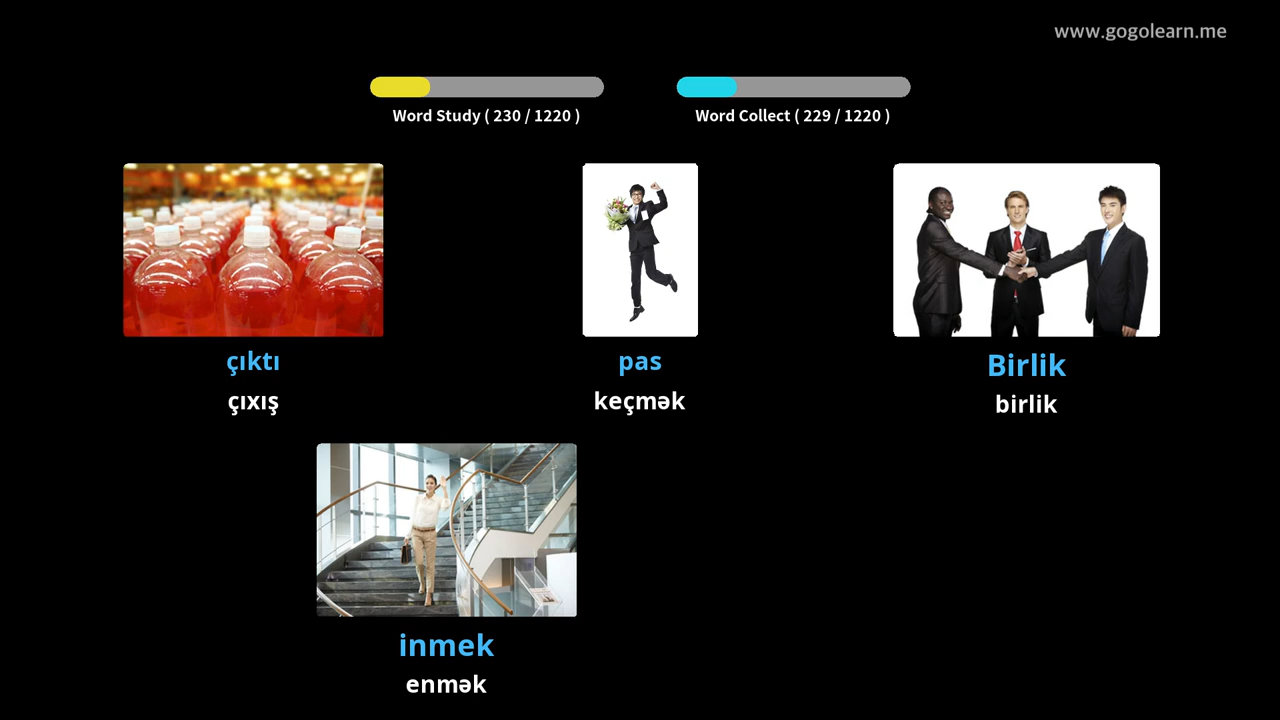 www.gogolearn.me
Word Study ( 230 / 1220 )
Word Collect ( 229 / 1220 )
çıktı
çıxış
pas
keçmək
Birlik
birlik
inmek
enmək